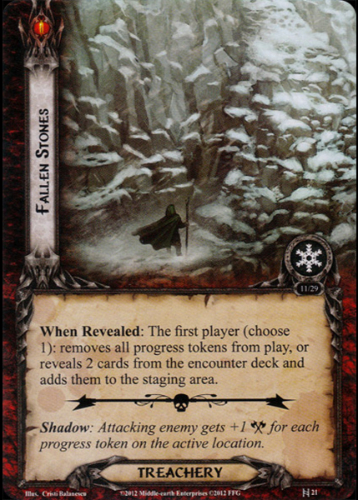 FALLEN STONES
11/29
When Revealed: The first player (choose
1): removes all progress tokens from play, or
reveals 2 cards from the encounter deck and
adds them to the staging area.
Shadow: Attacking enemy gets +1 for
each progress token on the active location.
TREACHERY
Illus. Cristi Balanescu ©2012 Middle-earth Enterprises ©2012 FFG 21